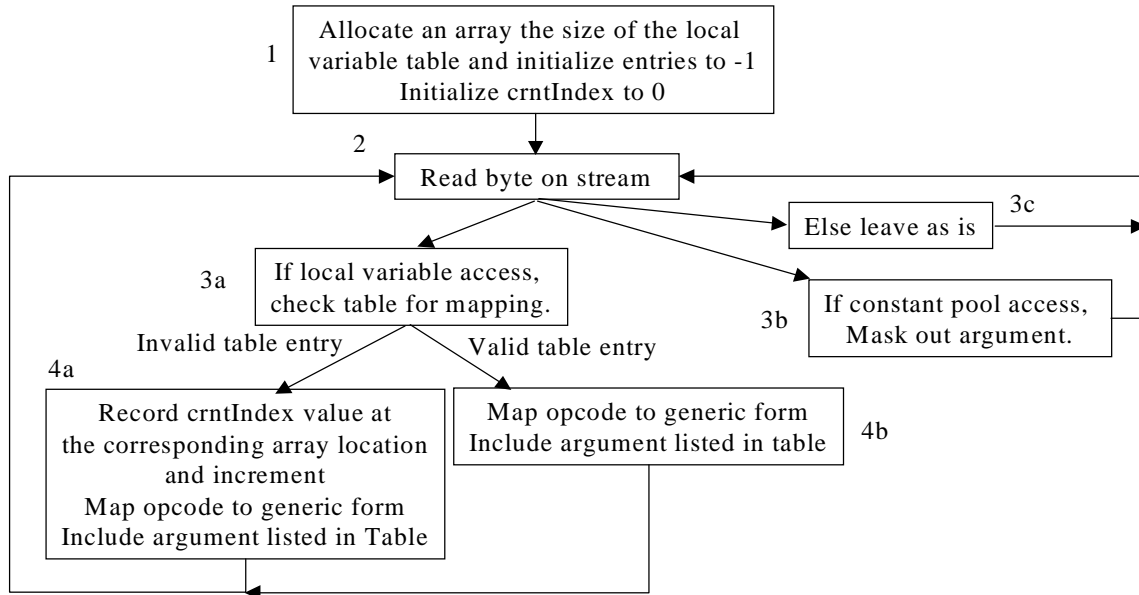 1
Allocate an array the size of the local
variable table and initialize entries to -1
Initialize crntIndex to 0
2
Read byte on stream
Else leave as is
3c
3a
If local variable access,
check table for mapping.
3b
If constant pool access,
Mask out argument.
Invalid table entry
Valid table entry
4a
Record crntIndex value at
the corresponding array location
and increment
Map opcode to generic form
Include argument listed in Table
Map opcode to generic form
Include argument listed in table
4b